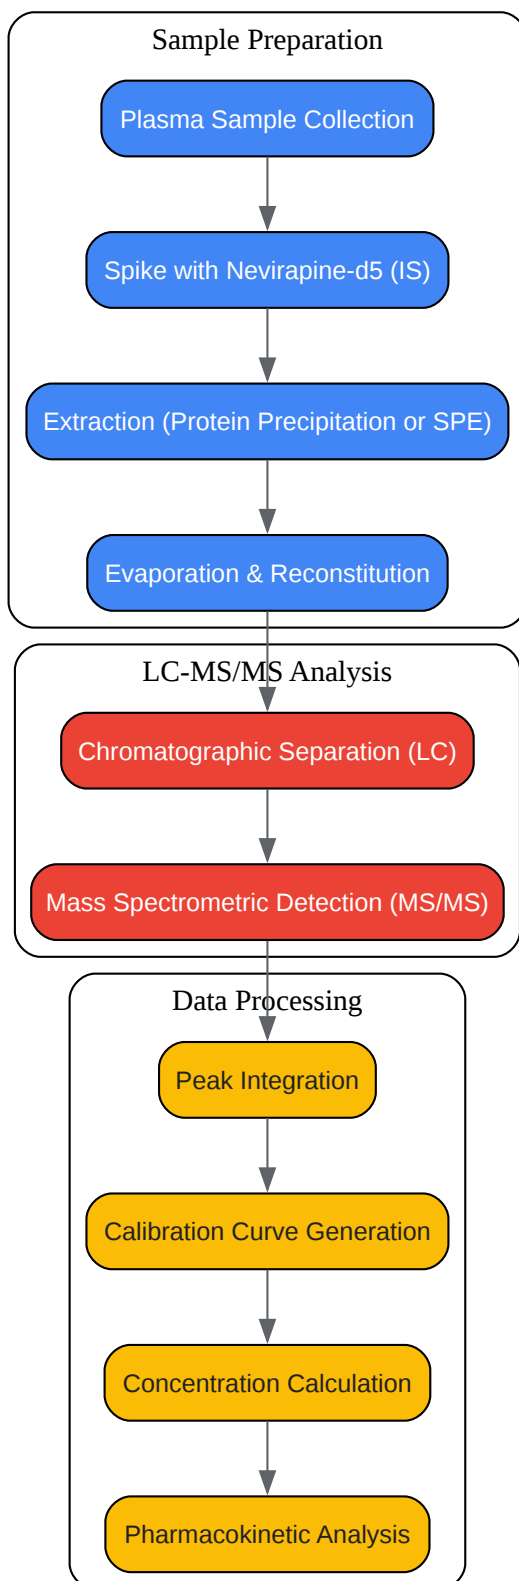 Sample Preparation
Plasma Sample Collection
Spike with Nevirapine-d5 (IS)
Extraction (Protein Precipitation or SPE)
Evaporation & Reconstitution
LC-MS/MS Analysis
Chromatographic Separation (LC)
Mass Spectrometric Detection (MS/MS)
Data Processing
Peak Integration
Calibration Curve Generation
Concentration Calculation
Pharmacokinetic Analysis